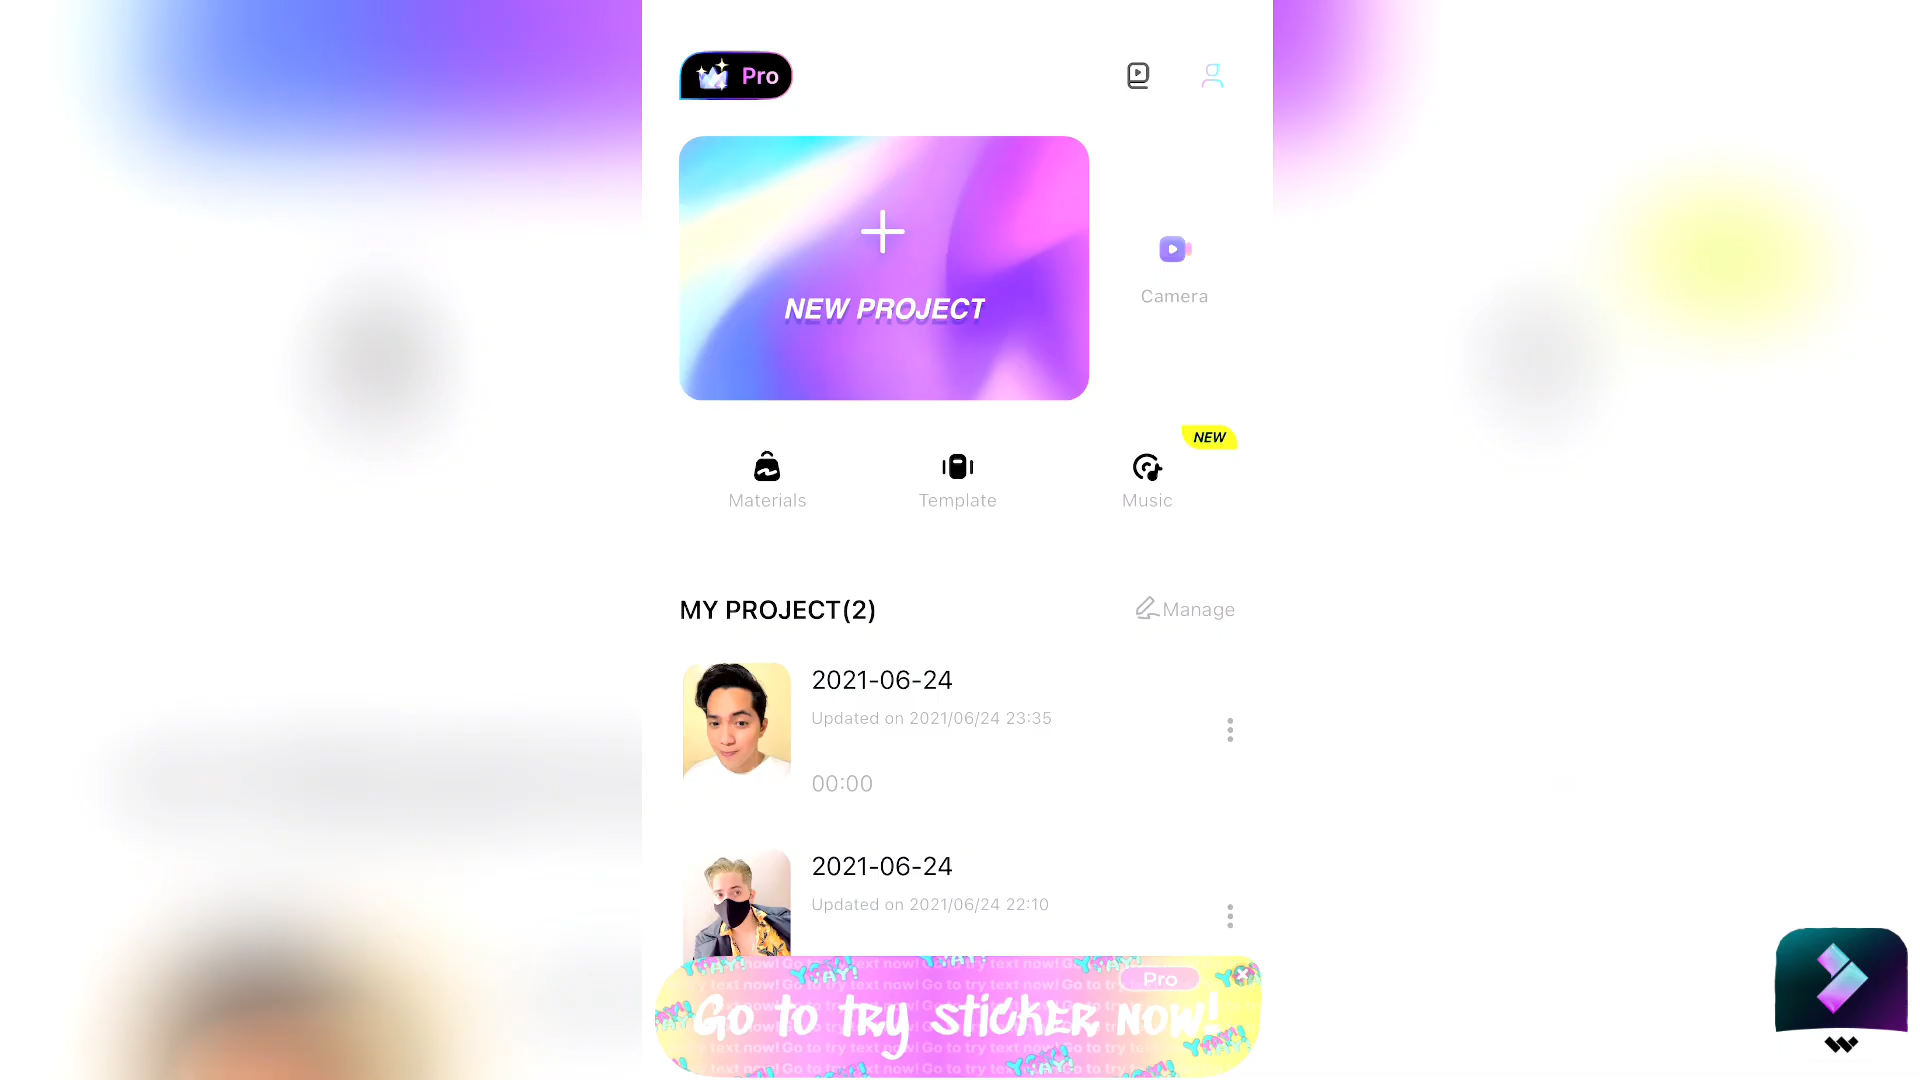 Pro
NEW PROJECT
Camera
NEW
Materials
Template
Music
MY PROJECT(2)
Manage
2021-06-24
Updated on 2021/06/24 23:35
00:00
2021-06-24
Updated on 2021/06/24 22:10
Pro
Go to try sticker now!